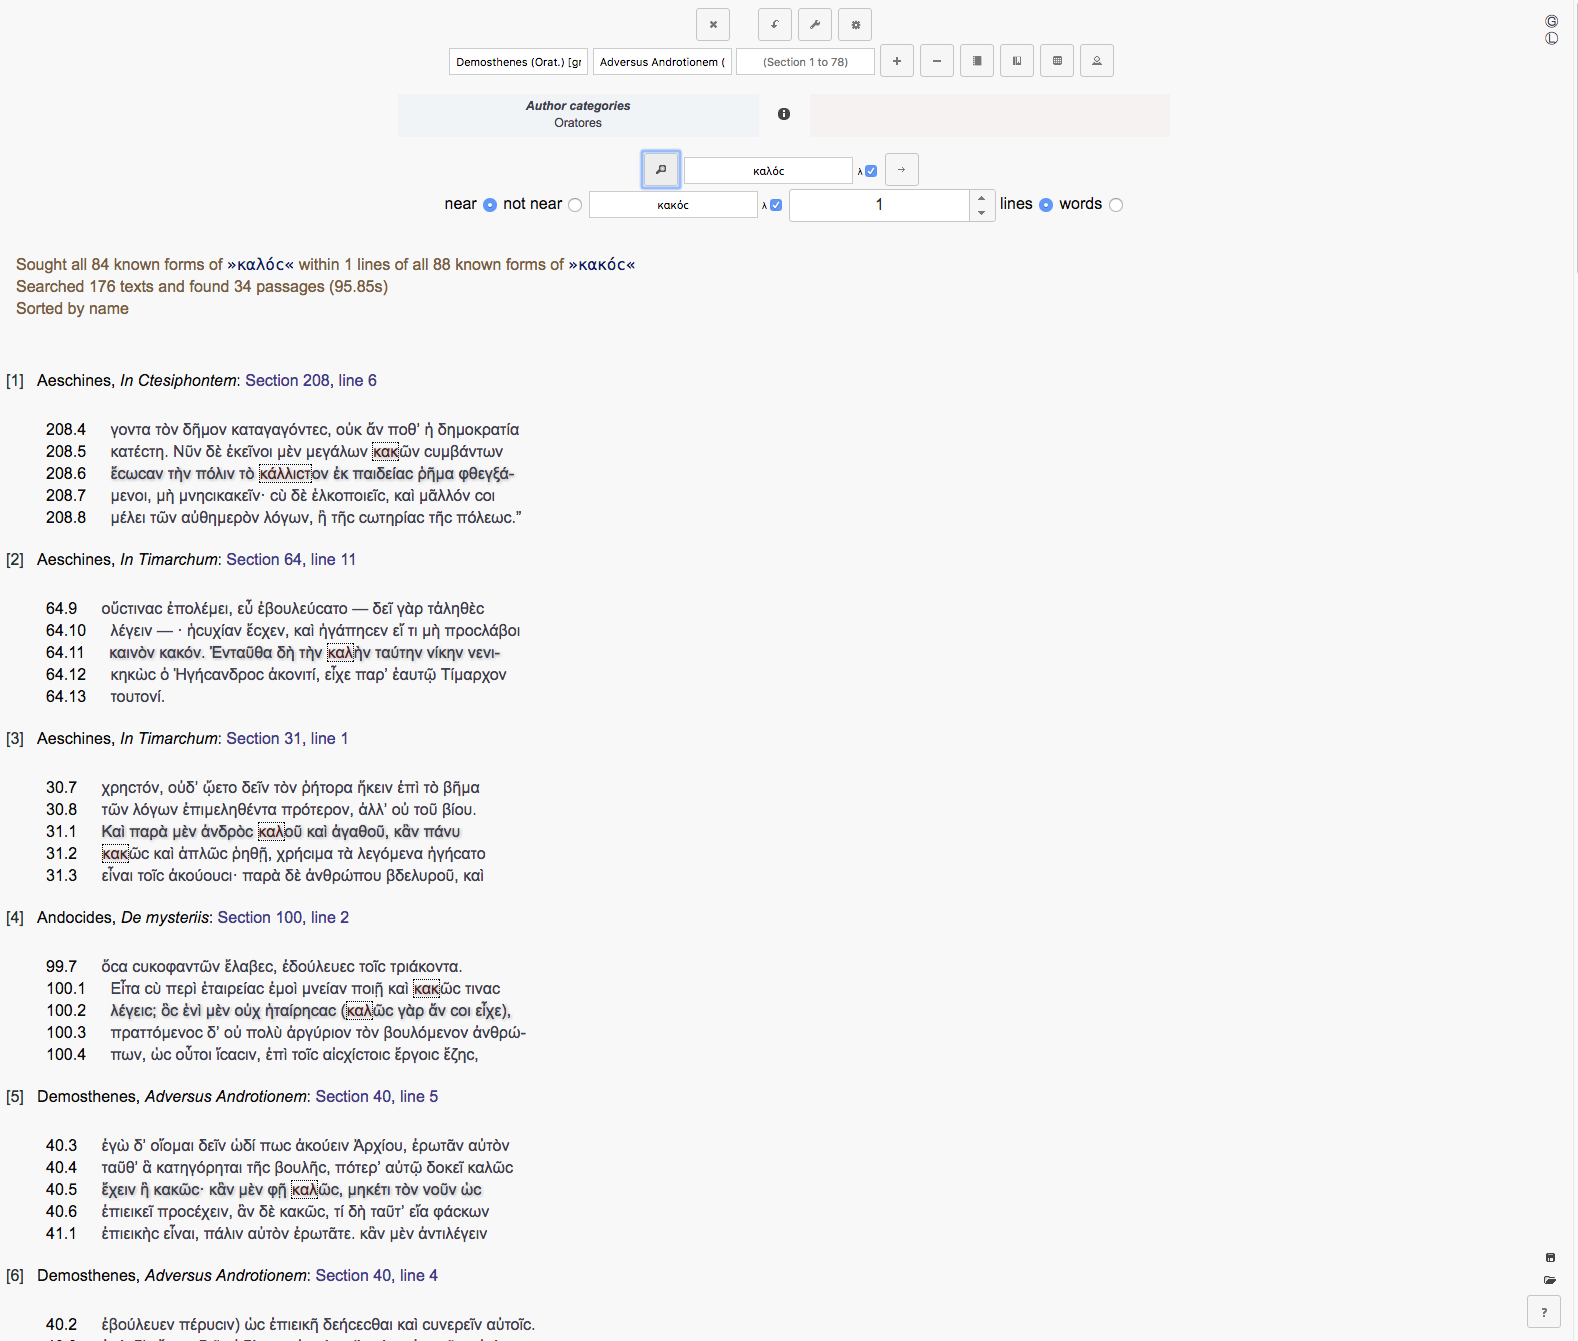 Demosthenes (Orat.) [gr
Adversus Androtionem (
(Section 1 to 78)
Author categories
Oratores
καλόϲ
λ
near not near κακόϲ λ 1 lines words
Sought all 84 known forms of »καλόϲ« within 1 lines of all 88 known forms of »κακόϲ«
Searched 176 texts and found 34 passages (95.85s)
Sorted by name
[1] Aeschines, In Ctesiphontem: Section 208, line 6
208.4 γοντα τὸν δῆμον καταγαγόντεϲ, οὐκ ἄν ποθ’ ἡ δημοκρατία
208.5 κατέϲτη. Νῦν δὲ ἐκεῖνοι μὲν μεγάλων κακῶν ϲυμβάντων
208.6 ἔϲωϲαν τὴν πόλιν τὸ κάλλιϲτον ἐκ παιδείαϲ ῥῆμα φθεγξά-
208.7 μενοι, μὴ μνηϲικακεῖν· ϲὺ δὲ ἑλκοποιεῖϲ, καὶ μᾶλλόν ϲοι
208.8 μέλει τῶν αὐθημερὸν λόγων, ἢ τῆϲ ϲωτηρίαϲ τῆϲ πόλεωϲ.”
[2] Aeschines, In Timarchum: Section 64, line 11
64.9 οὕϲτιναϲ ἐπολέμει, εὖ ἐβουλεύϲατο — δεῖ γὰρ τἀληθὲϲ
64.10 λέγειν — · ἡϲυχίαν ἔϲχεν, καὶ ἠγάπηϲεν εἴ τι μὴ προϲλάβοι
64.11 καινὸν κακόν. Ἐνταῦθα δὴ τὴν καλὴν ταύτην νίκην νενι-
64.12 κηκὼϲ ὁ Ἡγήϲανδροϲ ἀκονιτί, εἶχε παρ’ ἑαυτῷ Τίμαρχον
64.13 τουτονί.
[3] Aeschines, In Timarchum: Section 31, line 1
30.7 χρηϲτόν, οὐδ’ ᾤετο δεῖν τὸν ῥήτορα ἥκειν ἐπὶ τὸ βῆμα
30.8 τῶν λόγων ἐπιμεληθέντα πρότερον, ἀλλ’ οὐ τοῦ βίου.
31.1 Καὶ παρὰ μὲν ἀνδρὸϲ καλοῦ καὶ ἀγαθοῦ, κἂν πάνυ
31.2 κακῶϲ καὶ ἁπλῶϲ ῥηθῇ, χρήϲιμα τὰ λεγόμενα ἡγήϲατο
31.3 εἶναι τοῖϲ ἀκούουϲι· παρὰ δὲ ἀνθρώπου βδελυροῦ, καὶ
[4] Andocides, De mysteriis: Section 100, line 2
99.7 ὅϲα ϲυκοφαντῶν ἔλαβεϲ, ἐδούλευεϲ τοῖϲ τριάκοντα.
100.1 Εἶτα ϲὺ περὶ ἑταιρείαϲ ἐμοὶ μνείαν ποιῇ καὶ κακῶϲ τιναϲ
100.2 λέγειϲ; ὃϲ ἑνὶ μὲν οὐχ ἡταίρηϲαϲ (καλῶϲ γὰρ ἄν ϲοι εἶχε),
100.3 πραττόμενοϲ δ’ οὐ πολὺ ἀργύριον τὸν βουλόμενον ἀνθρώ-
100.4 πων, ὡϲ οὗτοι ἴϲαϲιν, ἐπὶ τοῖϲ αἰϲχίϲτοιϲ ἔργοιϲ ἔζηϲ,
[5] Demosthenes, Adversus Androtionem: Section 40, line 5
40.3 ἐγὼ δ’ οἴομαι δεῖν ὡδί πωϲ ἀκούειν Ἀρχίου, ἐρωτᾶν αὐτὸν
40.4 ταῦθ’ ἃ κατηγόρηται τῆϲ βουλῆϲ, πότερ’ αὐτῷ δοκεῖ καλῶϲ
40.5 ἔχειν ἢ κακῶϲ· κἂν μὲν φῇ καλῶϲ, μηκέτι τὸν νοῦν ὡϲ
40.6 ἐπιεικεῖ προϲέχειν, ἂν δὲ κακῶϲ, τί δὴ ταῦτ’ εἴα φάϲκων
41.1 ἐπιεικὴϲ εἶναι, πάλιν αὐτὸν ἐρωτᾶτε. κἂν μὲν ἀντιλέγειν
[6] Demosthenes, Adversus Androtionem: Section 40, line 4
40.2 ἐβούλευεν πέρυϲιν) ὡϲ ἐπιεικῆ δεήϲεϲθαι καὶ ϲυνερεῖν αὐτοῖϲ.
G
L
?